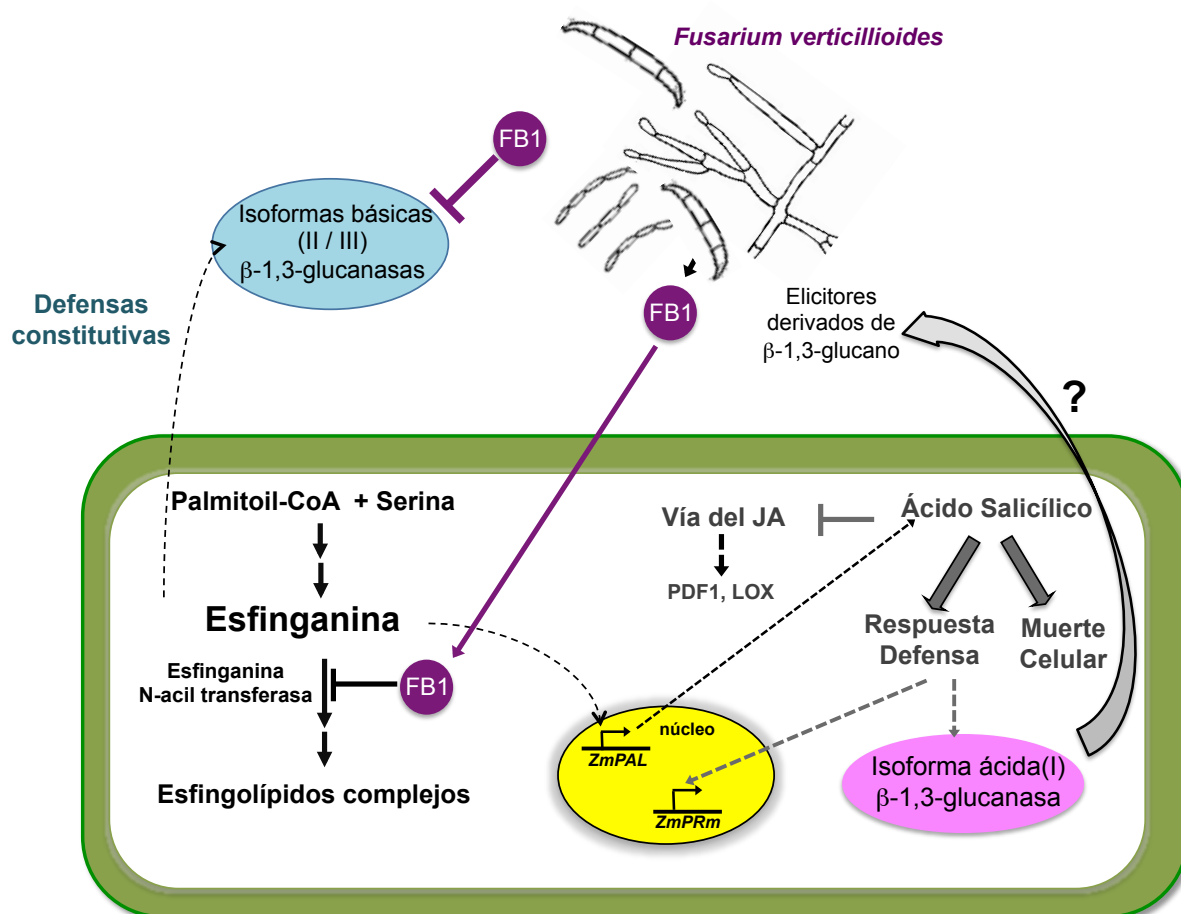 Fusarium verticillioides
FB1
Isoformas básicas
(II / III)
β-1,3-glucanasas
Defensas
constitutivas
FB1
Elicitores
derivados de
β-1,3-glucano
?
Palmitoil-CoA + Serina
Vía del JA
Ácido Salicílico
PDF1, LOX
Esfinganina
Respuesta
Defensa
Muerte
Celular
Esfinganina
N-acil transferasa
FB1
núcleo
ZmPAL
ZmPRm
Isoforma ácida(I)
β-1,3-glucanasa
Esfingolípidos complejos